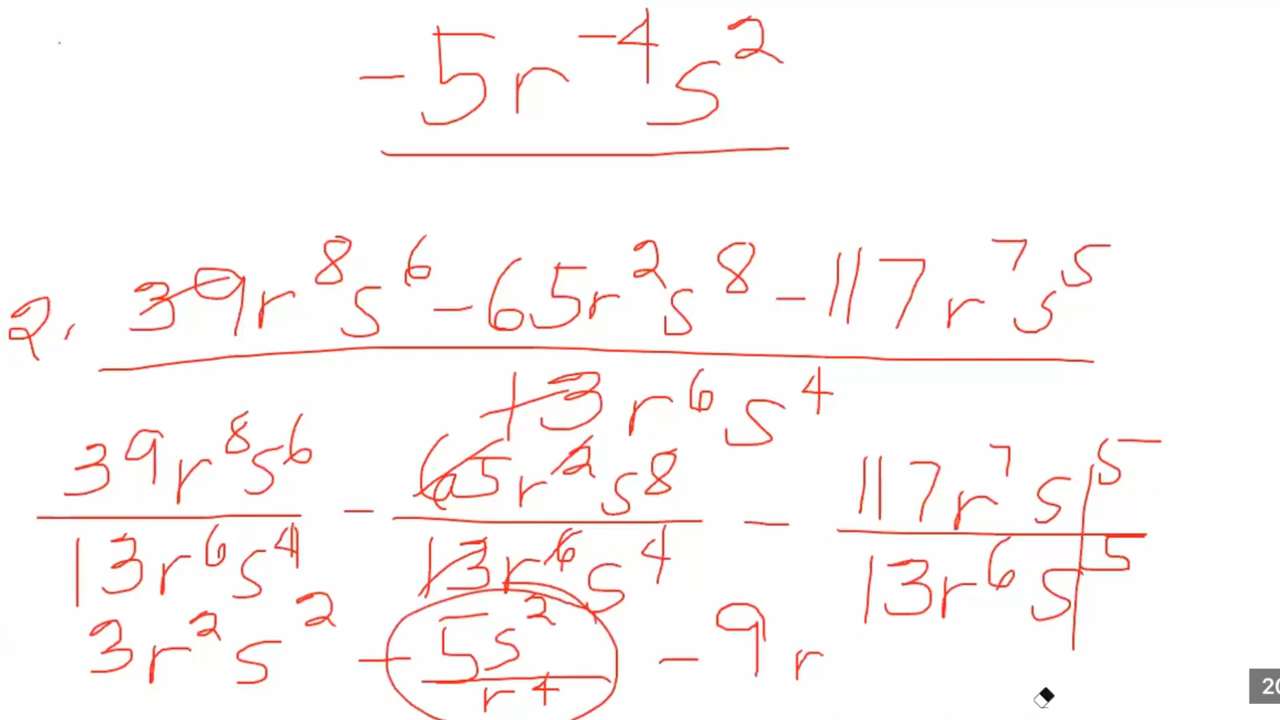 -5r^-4 s^2
2. 39r^8 s^6 - 65r^2 s^8 - 117r^7 s^5
13r^6 s^4
39r^8 s^6 / 13r^6 s^4 - 65r^2 s^8 / 13r^6 s^4 - 117r^7 s^5 / 13r^6 s^5
3r^2 s^2 - 5s^2 / r^4 - 9r